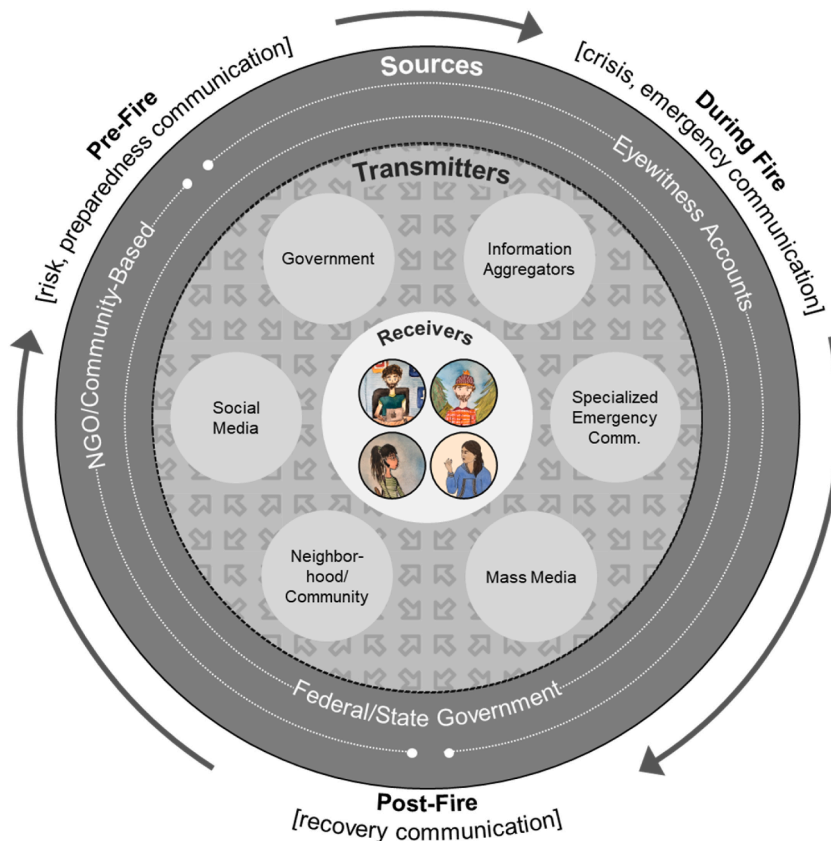 Pre-Fire
[risk, preparedness communication]
During Fire
[crisis, emergency communication]
Sources
NGO/Community-Based
Eyewitness Accounts
Federal/State Government
Transmitters
Government
Information
Aggregators
Social
Media
Specialized
Emergency
Comm.
Neighbor-
hood/
Community
Mass Media
Receivers
Post-Fire
[recovery communication]